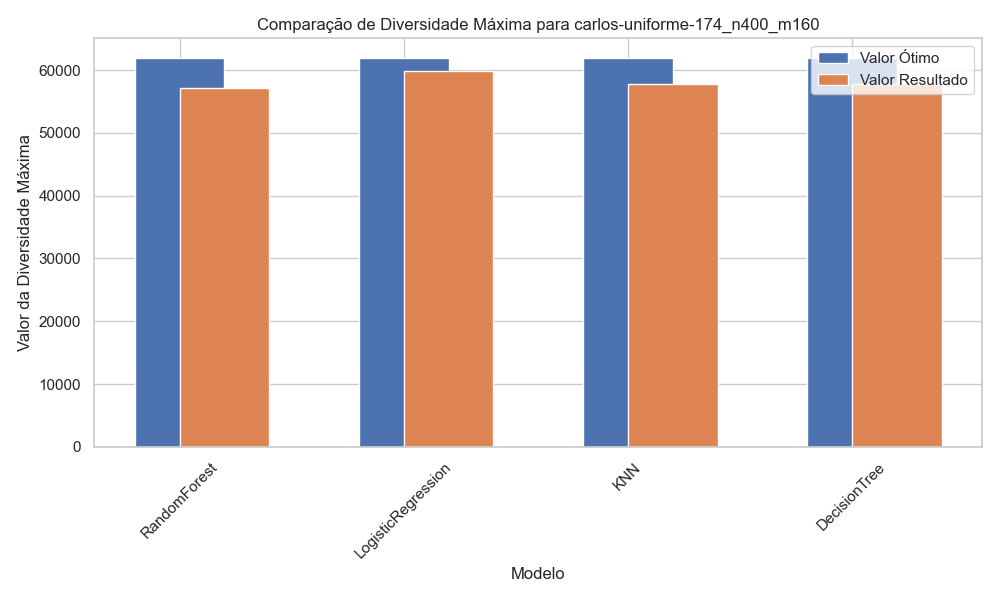 Comparação de Diversidade Máxima para carlos-uniforme-174_n400_m160
Valor Ótimo
Valor Resultado
Valor da Diversidade Máxima
60000
50000
40000
30000
20000
10000
0
RandomForest
LogisticRegression
KNN
DecisionTree
Modelo